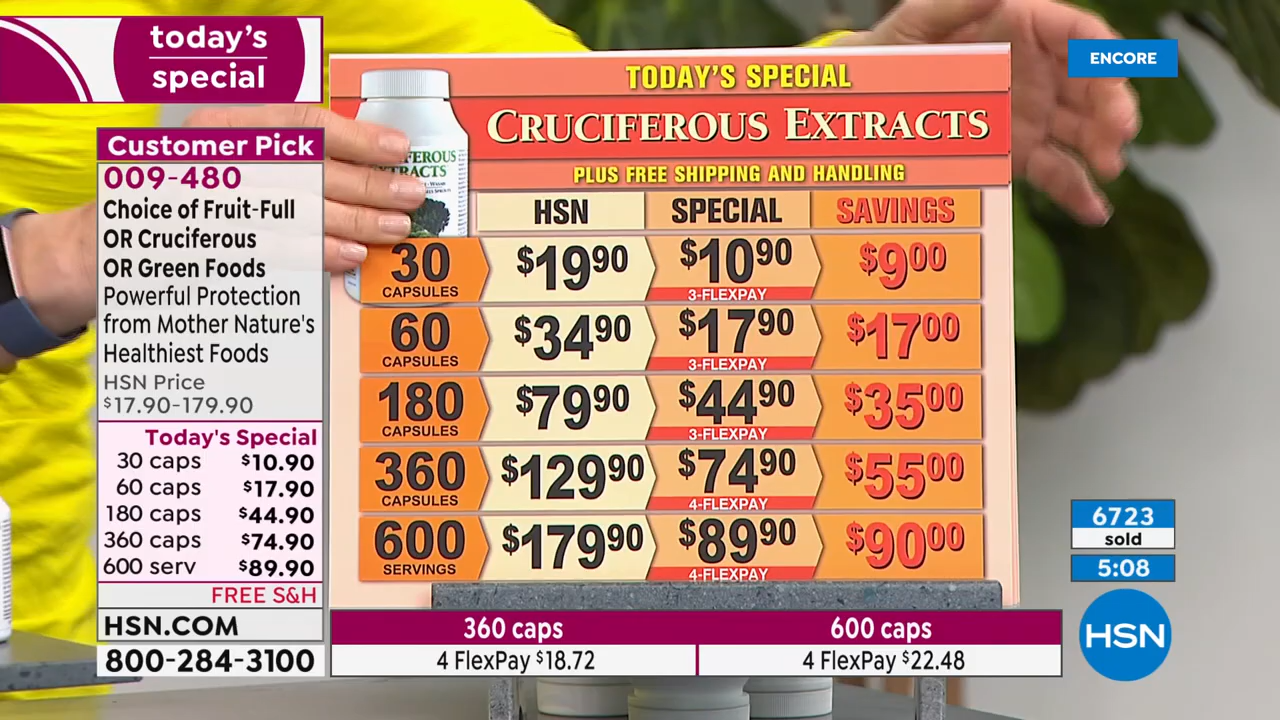 today's
special
ENCORE
Customer Pick
009-480
Choice of Fruit-Full
OR Cruciferous
OR Green Foods
Powerful Protection
from Mother Nature's
Healthiest Foods
HSN Price
$17.90-179.90
Today's Special
30 caps $10.90
60 caps $17.90
180 caps $44.90
360 caps $74.90
600 serv $89.90
FREE S&H
HSN.COM
800-284-3100
TODAY'S SPECIAL
CRUCIFEROUS EXTRACTS
PLUS FREE SHIPPING AND HANDLING
HSN SPECIAL SAVINGS
30 CAPSULES $19.90 $10.90 3-FLEXPAY $9.00
60 CAPSULES $34.90 $17.90 3-FLEXPAY $17.00
180 CAPSULES $79.90 $44.90 3-FLEXPAY $35.00
360 CAPSULES $129.90 $74.90 4-FLEXPAY $55.00
600 SERVINGS $179.90 $89.90 4-FLEXPAY $90.00
360 caps 600 caps
4 FlexPay $18.72 4 FlexPay $22.48
6723
sold
5:08
HSN